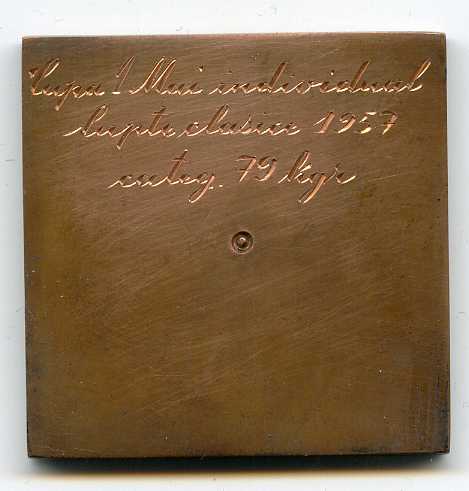 Cupa 1 Mai individual
lupte clasice 1957
categ. 79 kgr